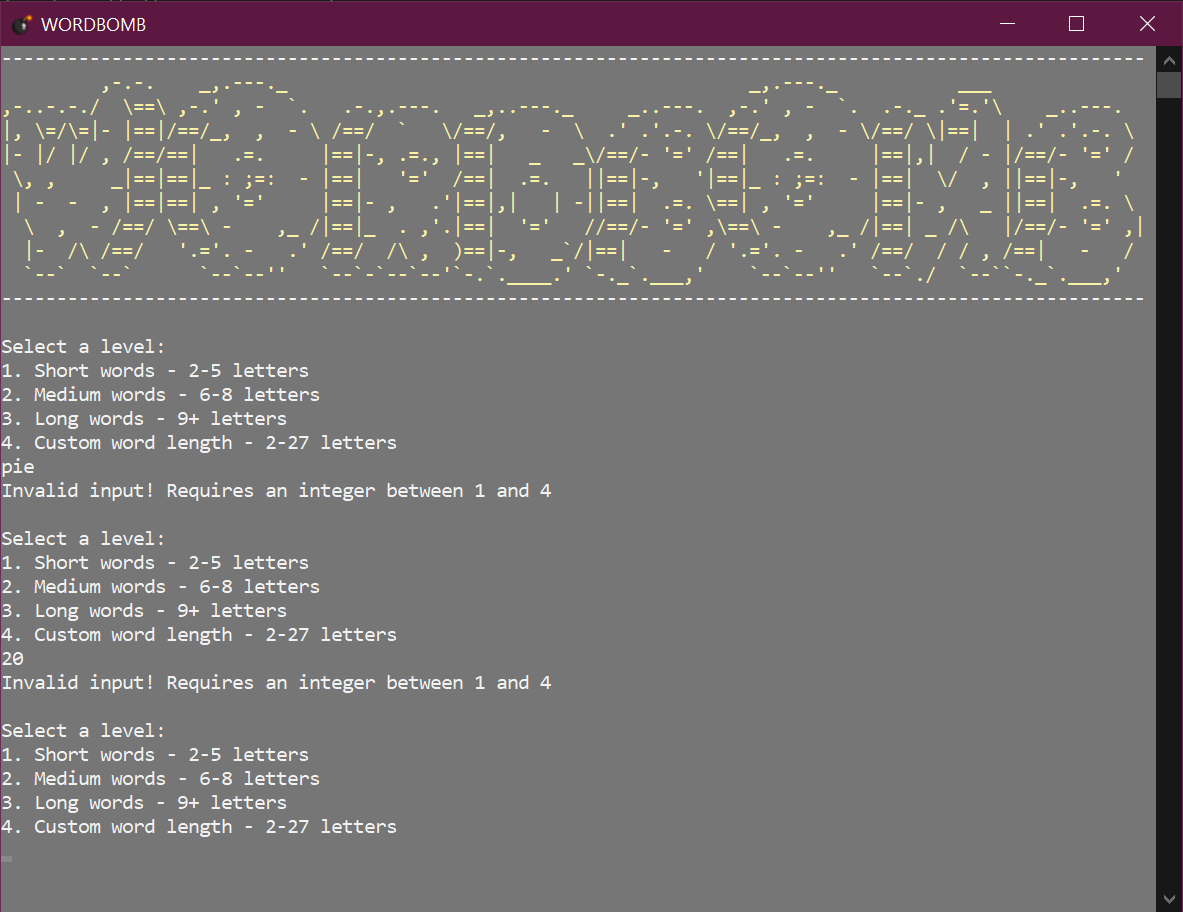 WORDBOMB
Select a level:
1. Short words - 2-5 letters
2. Medium words - 6-8 letters
3. Long words - 9+ letters
4. Custom word length - 2-27 letters
pie
Invalid input! Requires an integer between 1 and 4
Select a level:
1. Short words - 2-5 letters
2. Medium words - 6-8 letters
3. Long words - 9+ letters
4. Custom word length - 2-27 letters
20
Invalid input! Requires an integer between 1 and 4
Select a level:
1. Short words - 2-5 letters
2. Medium words - 6-8 letters
3. Long words - 9+ letters
4. Custom word length - 2-27 letters